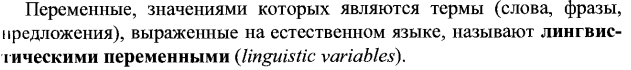 Переменные, значениями которых являются термы (слова, фразы,
предложения), выраженные на естественном языке, называют лингвис-
тическими переменными (linguistic variables).